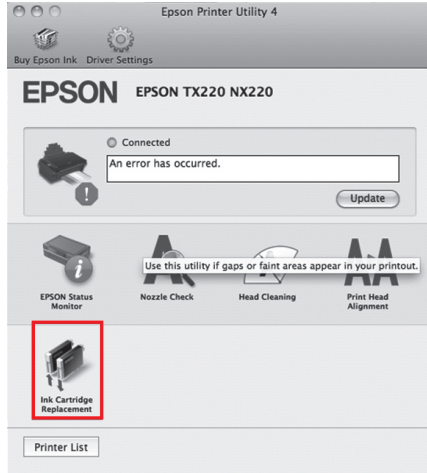 Epson Printer Utility 4
Buy Epson Ink Driver Settings
EPSON EPSON TX220 NX220
Connected
An error has occurred.
Update
Use this utility if gaps or faint areas appear in your printout.
EPSON Status
Monitor
Nozzle Check
Head Cleaning
Print Head
Alignment
Ink Cartridge
Replacement
Printer List